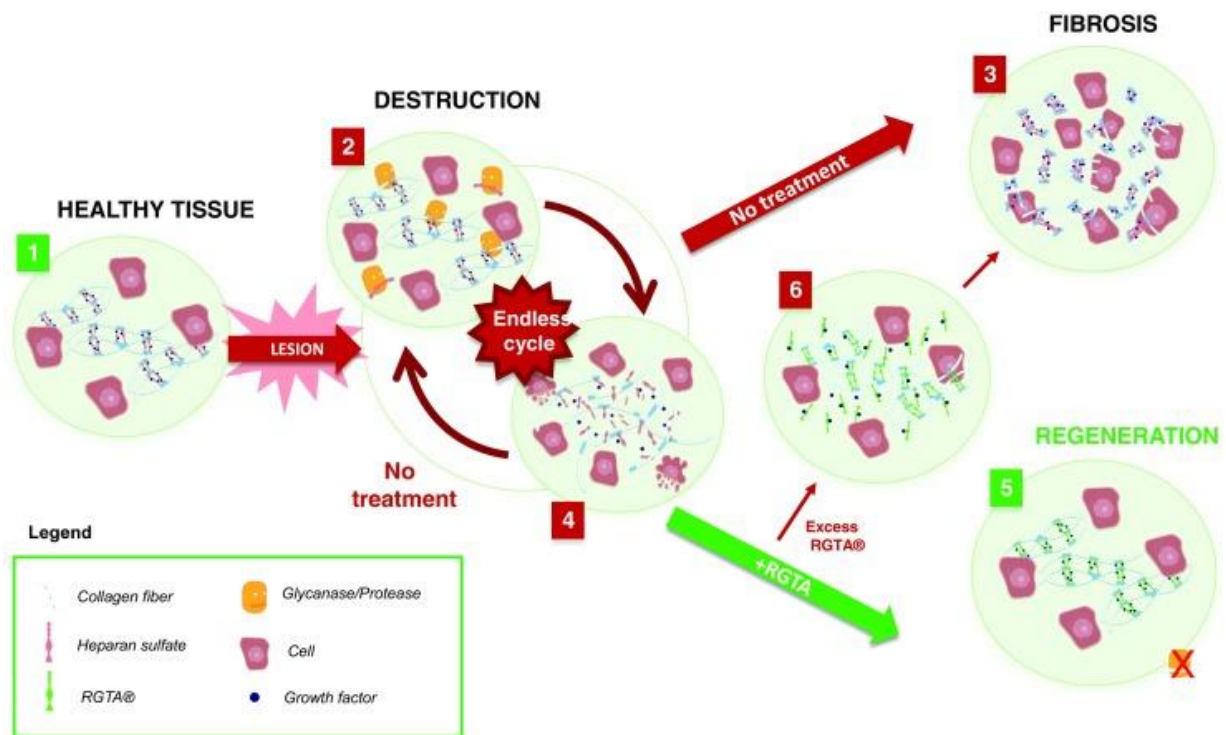 FIBROSIS
3
DESTRUCTION
2
No treatment
HEALTHY TISSUE
1
LESION
Endless
cycle
6
No
treatment
4
Excess
RGTA®
+RGTA
REGENERATION
5
X
Legend
Collagen fiber
Glycanase/Protease
Heparan sulfate
Cell
RGTA®
Growth factor